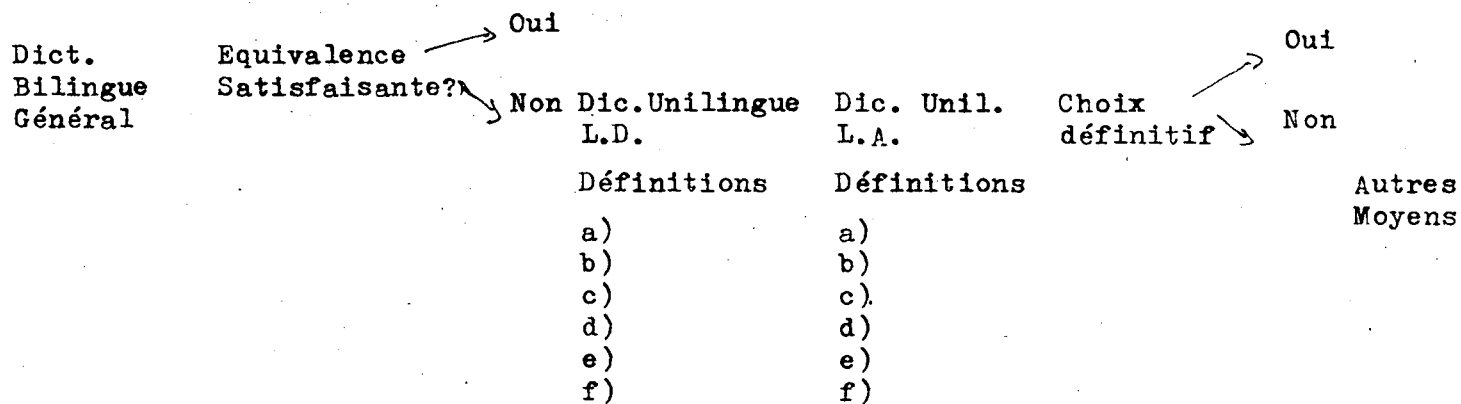 Oui
Dict. Equivalence Oui
Bilingue Satisfaisante? Non Dic.Unilingue Dic. Unil. Choix Non
Général L.D. L.A. définitif
Définitions Définitions Autres
Moyens
a) a)
b) b)
c) c).
d) d)
e) e)
f) f)